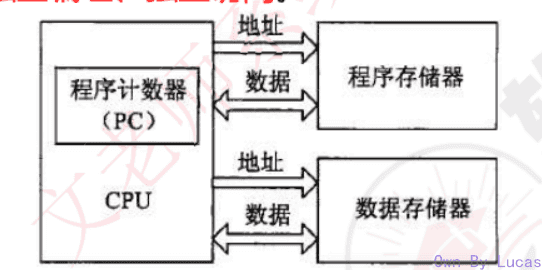 地址
程序计数器
(PC)
数据
程序存储器
地址
CPU
数据
数据存储器
Own By Lucas